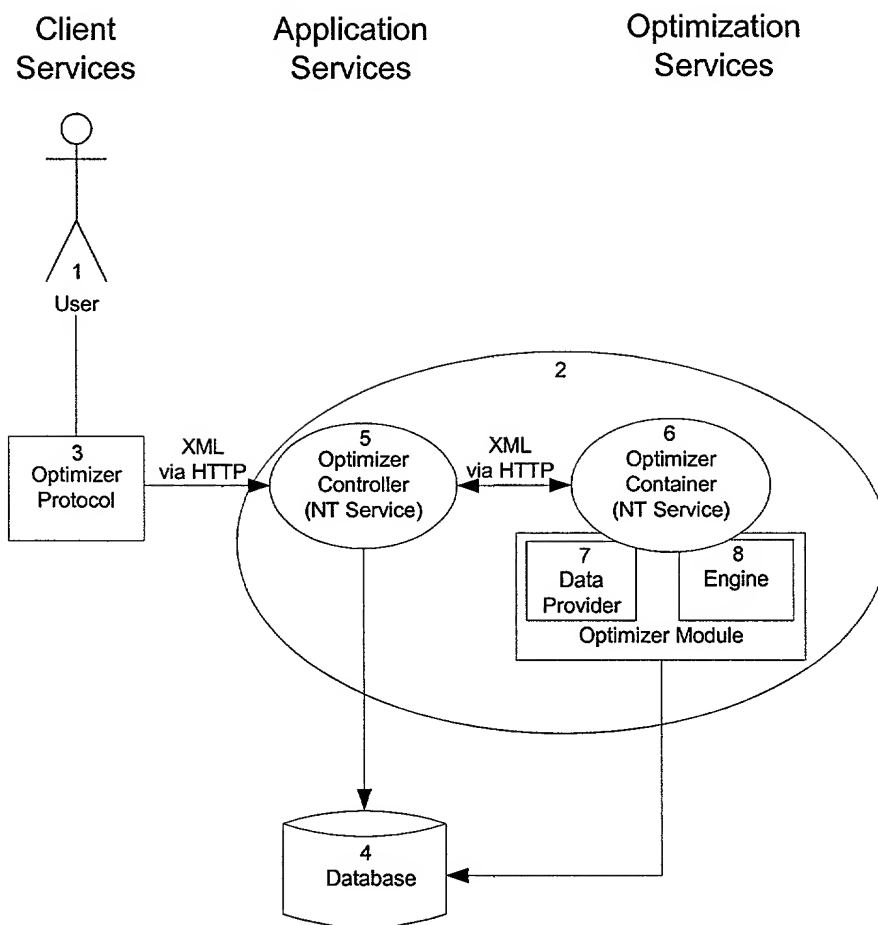 Client
Services
Application
Services
Optimization
Services
1
User
2
3
Optimizer
Protocol
XML
via HTTP
5
Optimizer
Controller
(NT Service)
XML
via HTTP
6
Optimizer
Container
(NT Service)
7
Data
Provider
8
Engine
Optimizer Module
4
Database